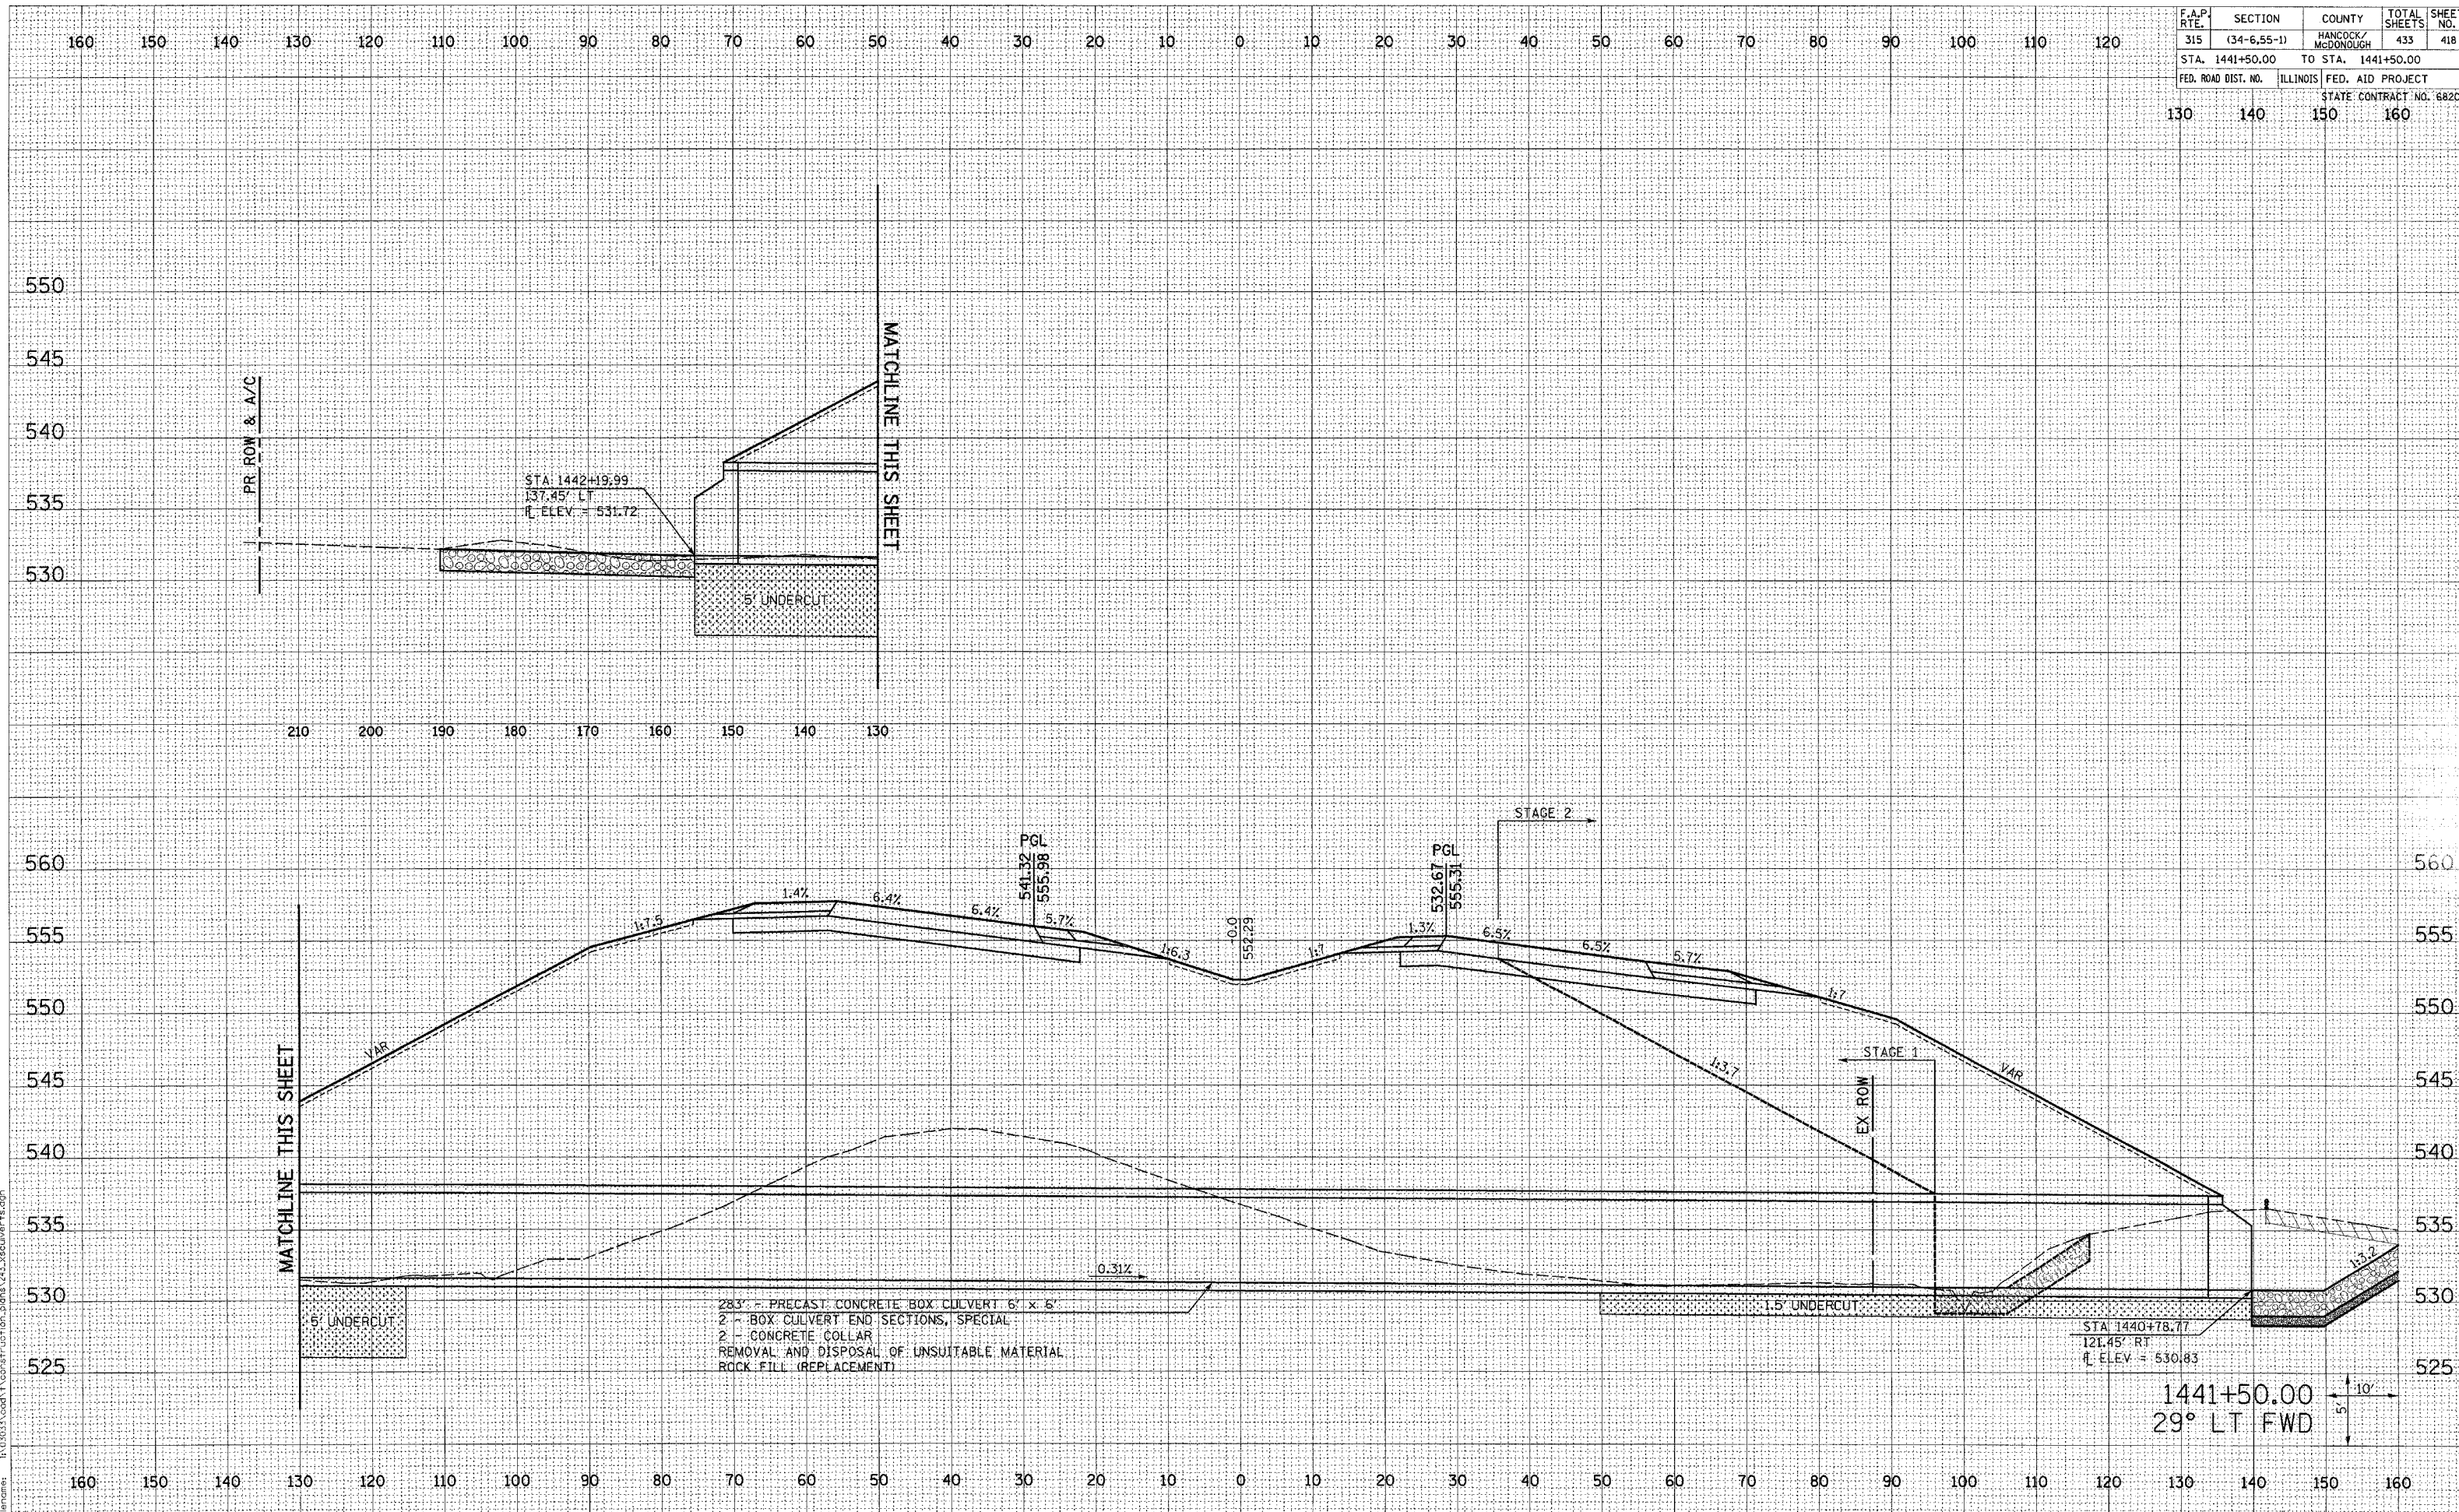 F.A.P. RTE. SECTION COUNTY TOTAL SHEETS SHEET NO.
315 (34-6,55-1) HANCOCK/ McDONOUGH 433 418
STA. 1441+50.00 TO STA. 1441+50.00
FED. ROAD DIST. NO. ILLINOIS FED. AID PROJECT
STATE CONTRACT NO. 6820
160 150 140 130 120 110 100 90 80 70 60 50 40 30 20 10 0 10 20 30 40 50 60 70 80 90 100 110 120
130 140 150 160
550
545
540
535
530
PR ROW & A/C
MATCHLINE THIS SHEET
STA 1442+19.99
137.45' LT
℄ ELEV = 531.72
5' UNDERCUT
210 200 190 180 170 160 150 140 130
STAGE 2
PGL
541.32
555.98
PGL
532.67
555.31
560 560
1:7.5 1.4% 6.4% 6.4% 5.7% 1:6.3
-0.0
552.29
1:7 1.3% 6.5% 6.5% 5.7% 1:7
555 555
550 550
VAR
STAGE 1
1:3.7
VAR
545 545
EX ROW
MATCHLINE THIS SHEET
540 540
535 535
1:3.2
0.31%
530 530
5' UNDERCUT
1.5' UNDERCUT
283' - PRECAST CONCRETE BOX CULVERT 6' x 6'
2 - BOX CULVERT END SECTIONS, SPECIAL
2 - CONCRETE COLLAR
REMOVAL AND DISPOSAL OF UNSUITABLE MATERIAL
ROCK FILL (REPLACEMENT)
STA 1440+78.77
121.45' RT
℄ ELEV = 530.83
525 525
1441+50.00
29° LT FWD
10'
5'
160 150 140 130 120 110 100 90 80 70 60 50 40 30 20 10 0 10 20 30 40 50 60 70 80 90 100 110 120 130 140 150 160